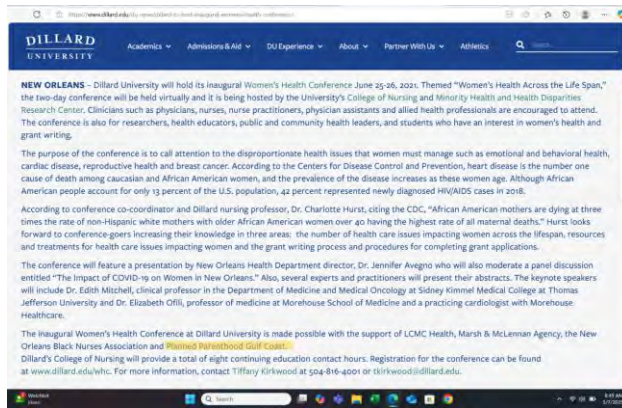 https://www.dillard.edu/du-news/dillard-to-host-inaugural-womens-health-conference/
DILLARD
UNIVERSITY
Academics
Admissions & Aid
DU Experience
About
Partner With Us
Athletics
NEW ORLEANS – Dillard University will hold its inaugural Women's Health Conference June 25-26, 2021. Themed "Women's Health Across the Life Span,"
the two-day conference will be held virtually and it is being hosted by the University's College of Nursing and Minority Health and Health Disparities
Research Center. Clinicians such as physicians, nurses, nurse practitioners, physician assistants and allied health professionals are encouraged to attend.
The conference is also for researchers, health educators, public and community health leaders, and students who have an interest in women's health and
grant writing.
The purpose of the conference is to call attention to the disproportionate health issues that women must manage such as emotional and behavioral health,
cardiac disease, reproductive health and breast cancer. According to the Centers for Disease Control and Prevention, heart disease is the number one
cause of death among caucasian and African American women, and the prevalence of the disease increases as these women age. Although African
American people account for only 13 percent of the U.S. population, 42 percent represented newly diagnosed HIV/AIDS cases in 2018.
According to conference co-coordinator and Dillard nursing professor, Dr. Charlotte Hurst, citing the CDC, "African American mothers are dying at three
times the rate of non-Hispanic white mothers with older African American women over 40 having the highest rate of all maternal deaths." Hurst looks
forward to conference-goers increasing their knowledge in three areas: the number of health care issues impacting women across the lifespan, resources
and treatments for health care issues impacting women and the grant writing process and procedures for completing grant applications.
The conference will feature a presentation by New Orleans Health Department director, Dr. Jennifer Avegno who will also moderate a panel discussion
entitled "The Impact of COVID-19 on Women in New Orleans." Also, several experts and practitioners will present their abstracts. The keynote speakers
will include Dr. Edith Mitchell, clinical professor in the Department of Medicine and Medical Oncology at Sidney Kimmel Medical College at Thomas
Jefferson University and Dr. Elizabeth Ofili, professor of medicine at Morehouse School of Medicine and a practicing cardiologist with Morehouse
Healthcare.
The inaugural Women's Health Conference at Dillard University is made possible with the support of LCMC Health, Marsh & McLennan Agency, the New
Orleans Black Nurses Association and Planned Parenthood Gulf Coast.
Dillard's College of Nursing will provide a total of eight continuing education contact hours. Registration for the conference can be found
at www.dillard.edu/whc. For more information, contact Tiffany Kirkwood at 504-816-4001 or tkirkwood@dillard.edu.
Search
8:49 AM